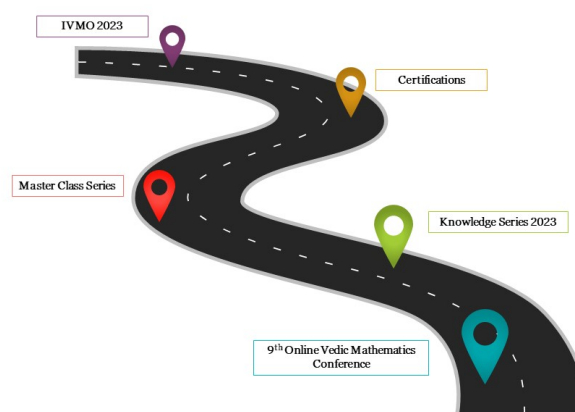 IVMO 2023
Certifications
Master Class Series
Knowledge Series 2023
9th Online Vedic Mathematics
Conference